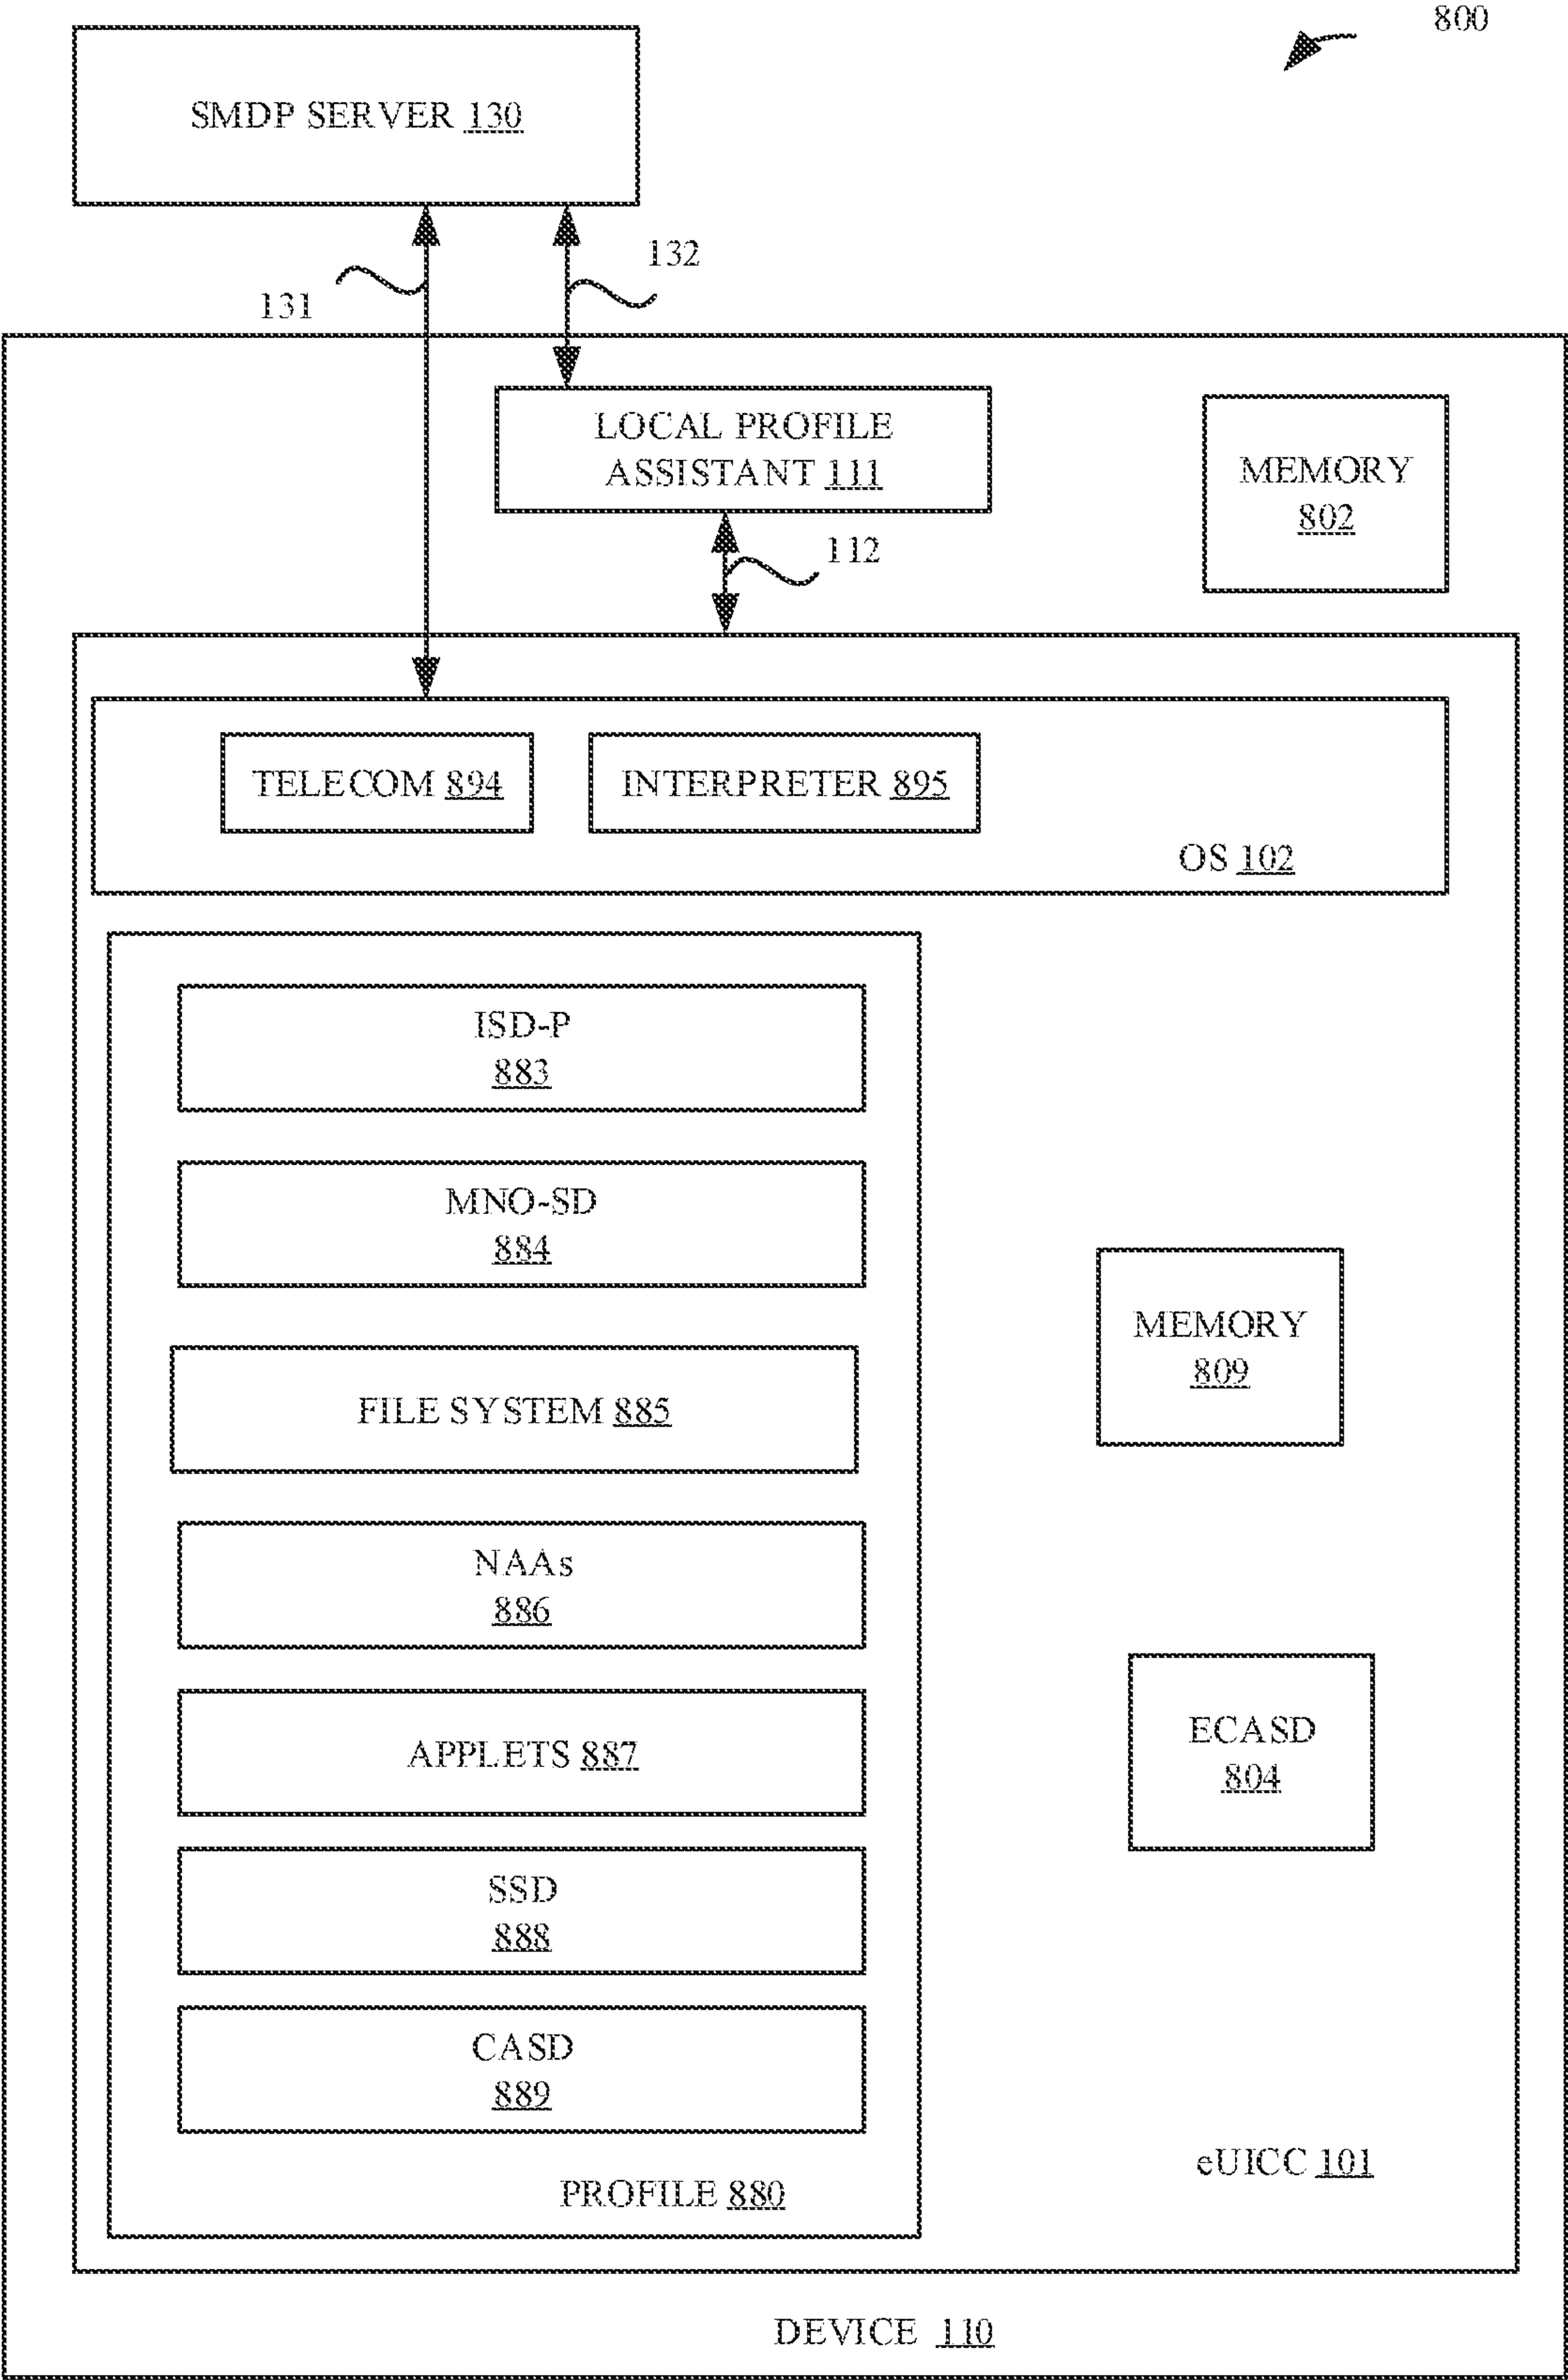 800
SMDP SERVER 130
132
131
LOCAL PROFILE
ASSISTANT 111
MEMORY
802
112
TELECOM 894
INTERPRETER 895
OS 102
ISD-P
883
MNO-SD
884
MEMORY
809
FILE SYSTEM 885
NAAs
886
ECASD
804
APPLETS 887
SSD
888
CASD
889
eUICC 101
PROFILE 880
DEVICE 110